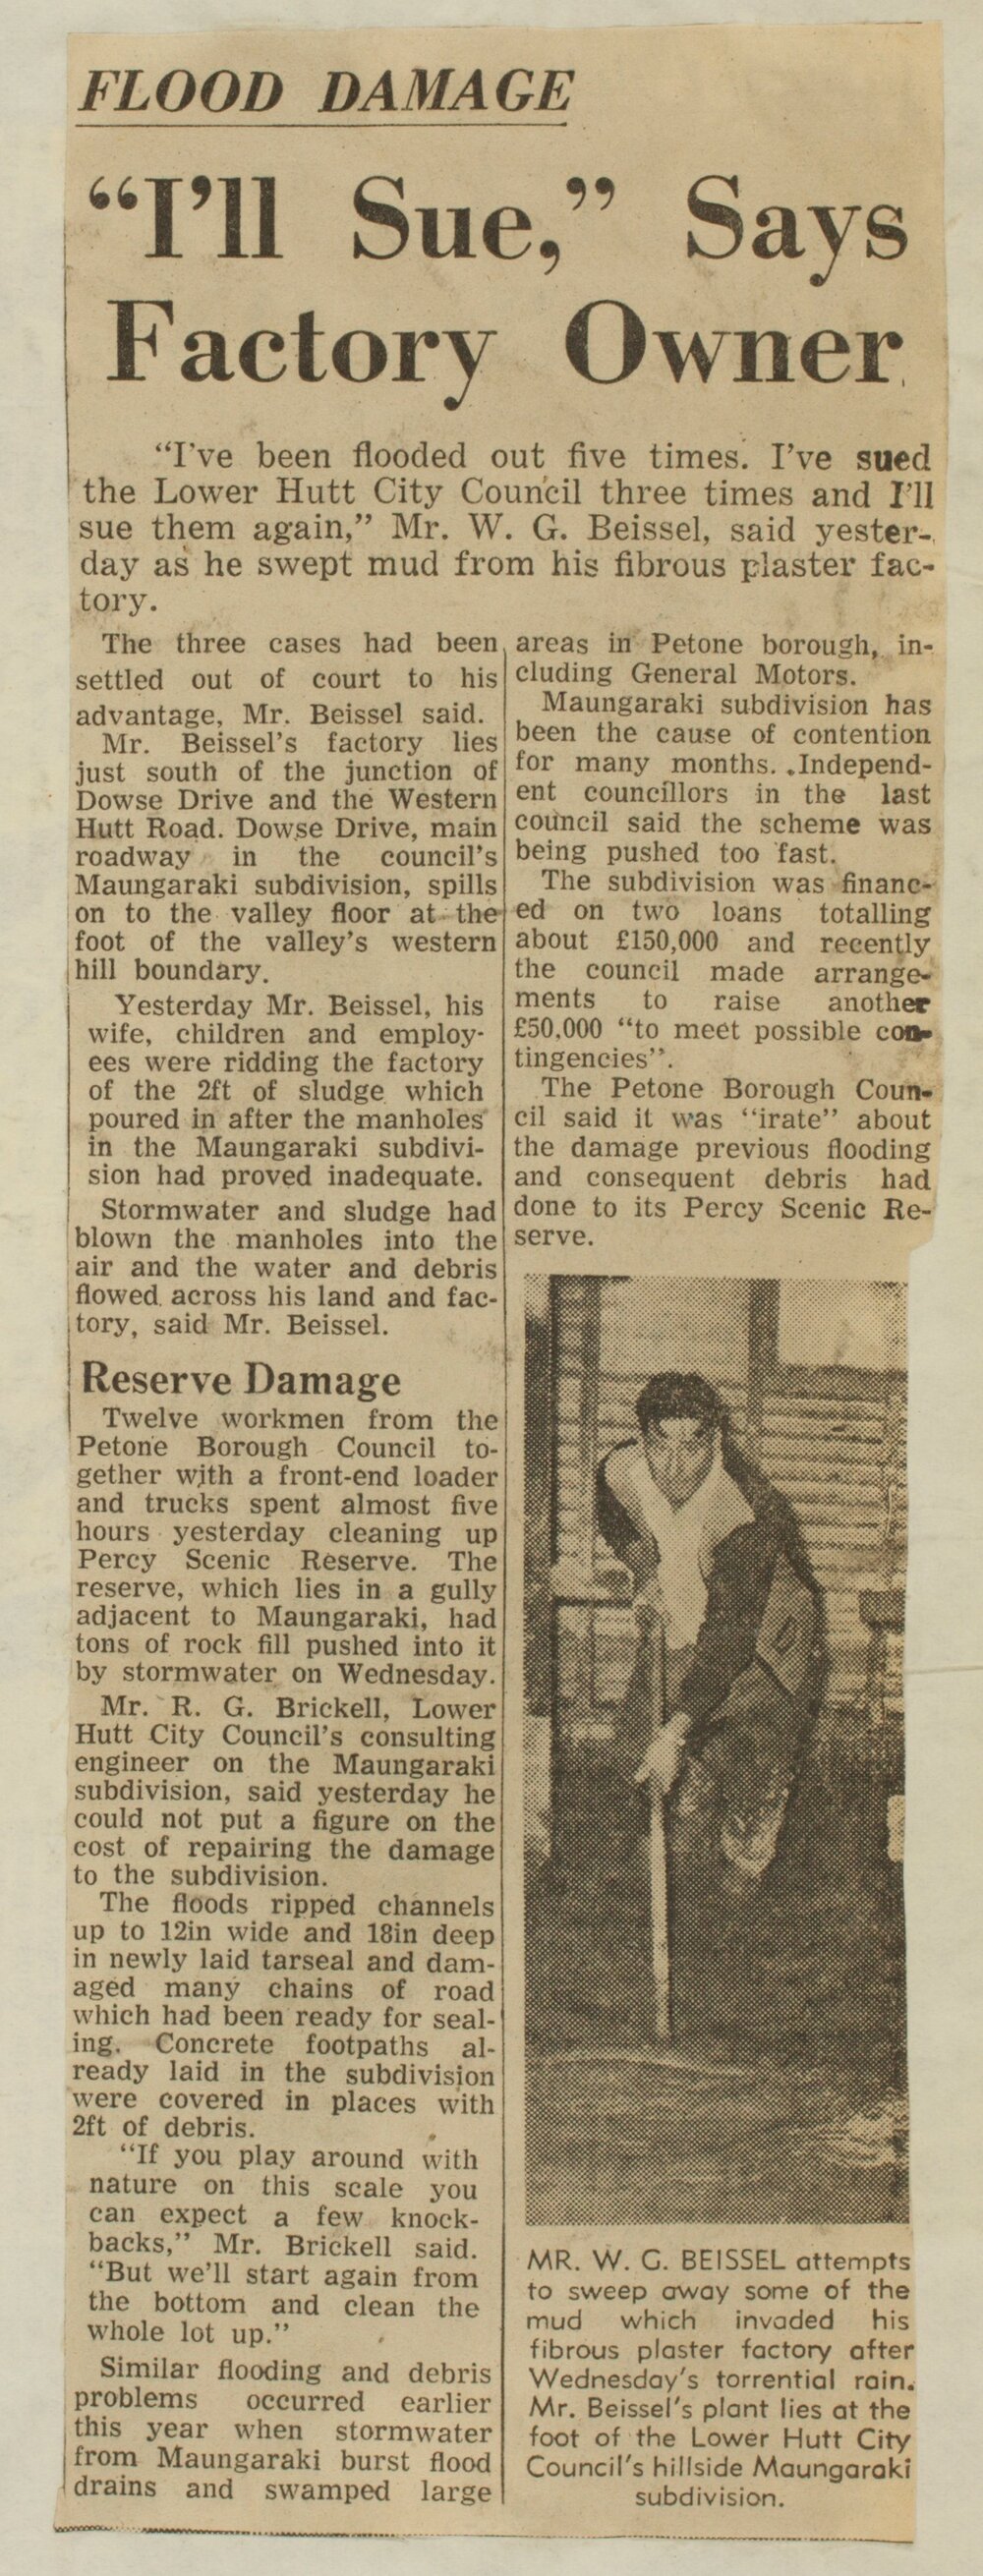 FLOOD DAMAGE
“I’ll Sue,” Says
Factory Owner
“I've been flooded out five times. I've sued
the Lower Hutt City Council three times and I'll
sue them again,” Mr. W. G. Beissel, said yester-
day as he swept mud from his fibrous plaster fac-
tory.
The three cases had been
settled out of court to his
advantage, Mr. Beissel said.
Mr. Beissel's factory lies
just south of the junction of
Dowse Drive and the Western
Hutt Road. Dowse Drive, main
roadway in the council's
Maungaraki subdivision, spills
on to the valley floor at the
foot of the valley's western
hill boundary.
Yesterday Mr. Beissel, his
wife, children and employ-
ees were ridding the factory
of the 2ft of sludge which
poured in after the manholes
in the Maungaraki subdivi-
sion had proved inadequate.
Stormwater and sludge had
blown the manholes into the
air and the water and debris
flowed across his land and fac-
tory, said Mr. Beissel.
Reserve Damage
Twelve workmen from the
Petone Borough Council to-
gether with a front-end loader
and trucks spent almost five
hours yesterday cleaning up
Percy Scenic Reserve. The
reserve, which lies in a gully
adjacent to Maungaraki, had
tons of rock fill pushed into it
by stormwater on Wednesday.
Mr. R. G. Brickell, Lower
Hutt City Council's consulting
engineer on the Maungaraki
subdivision, said yesterday he
could not put a figure on the
cost of repairing the damage
to the subdivision.
The floods ripped channels
up to 12in wide and 18in deep
in newly laid tarseal and dam-
aged many chains of road
which had been ready for seal-
ing. Concrete footpaths al-
ready laid in the subdivision
were covered in places with
2ft of debris.
“If you play around with
nature on this scale you
can expect a few knock-
backs,” Mr. Brickell said.
“But we'll start again from
the bottom and clean the
whole lot up.”
Similar flooding and debris
problems occurred earlier
this year when stormwater
from Maungaraki burst flood
drains and swamped large
areas in Petone borough, in-
cluding General Motors.
Maungaraki subdivision has
been the cause of contention
for many months. Independ-
ent councillors in the last
council said the scheme was
being pushed too fast.
The subdivision was financ-
ed on two loans totalling
about £150,000 and recently
the council made arrange-
ments to raise another
£50,000 “to meet possible con-
tingencies”.
The Petone Borough Coun-
cil said it was “irate” about
the damage previous flooding
and consequent debris had
done to its Percy Scenic Re-
serve.
MR. W. G. BEISSEL attempts
to sweep away some of the
mud which invaded his
fibrous plaster factory after
Wednesday's torrential rain.
Mr. Beissel's plant lies at the
foot of the Lower Hutt City
Council's hillside Maungaraki
subdivision.